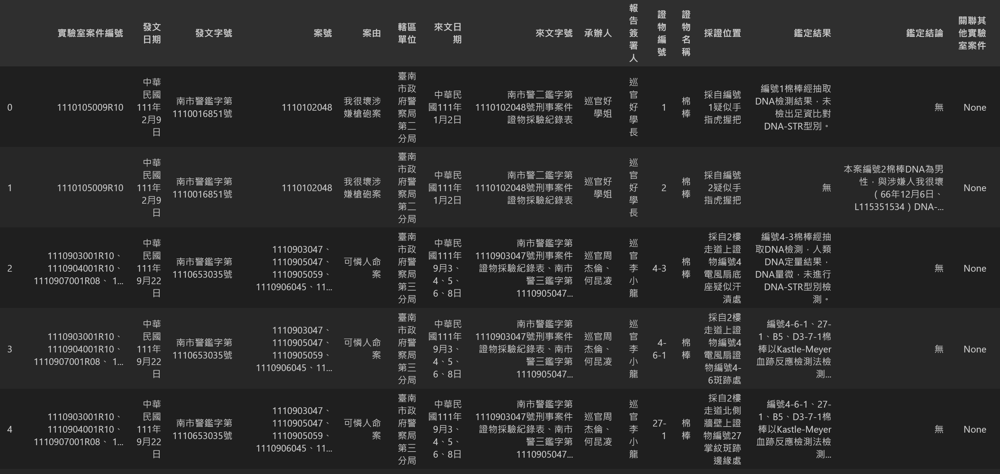 實驗室案件編號 發文日期 發文字號 案號 案由 轄區單位 來文日期 來文字號 承辦人 報告簽署人 證物編號 證物名稱 採證位置 鑑定結果 鑑定結論 關聯其他實驗室案件
0 1110105009R10 中華民國111年2月9日 南市警鑑字第1110016851號 1110102048 我很壞涉嫌槍砲案 臺南市政府警察局第二分局 中華民國111年1月2日 南市警二鑑字第1110102048號刑事案件證物採驗紀錄表 巡官好學姐 巡官好學長 1 棉棒 採自編號1疑似手指虎握把 編號1棉棒經抽取DNA檢測結果，未檢出足資比對DNA-STR型別。 無 None
1 1110105009R10 中華民國111年2月9日 南市警鑑字第1110016851號 1110102048 我很壞涉嫌槍砲案 臺南市政府警察局第二分局 中華民國111年1月2日 南市警二鑑字第1110102048號刑事案件證物採驗紀錄表 巡官好學姐 巡官好學長 2 棉棒 採自編號2疑似手指虎握把 無 本案編號2棉棒DNA為男性，與涉嫌人我很壞（66年12月6日、L115351534）DNA-... None
2 1110903001R10、1110904001R10、1110907001R08、 1... 中華民國111年9月22日 南市警鑑字第1110653035號 1110903047、1110905047、1110905059、1110906045、11... 可憐人命案 臺南市政府警察局第三分局 中華民國111年9月3、4、5、6、8日 南市警鑑字第1110903047號刑事案件證物採驗紀錄表、南市警三鑑字第1110905047... 巡官周杰倫、何昆凌 巡官李小龍 4-3 棉棒 採自2樓走道上證物編號4電風扇底座疑似汗漬處 編號4-3棉棒經抽取DNA檢測，人類DNA定量結果，DNA量微，未進行DNA-STR型別檢測。 無 None
3 1110903001R10、1110904001R10、1110907001R08、 1... 中華民國111年9月22日 南市警鑑字第1110653035號 1110903047、1110905047、1110905059、1110906045、11... 可憐人命案 臺南市政府警察局第三分局 中華民國111年9月3、4、5、6、8日 南市警鑑字第1110903047號刑事案件證物採驗紀錄表、南市警三鑑字第1110905047... 巡官周杰倫、何昆凌 巡官李小龍 4-6-1 棉棒 採自2樓走道上證物編號4電風扇證物編號4-6斑跡處 編號4-6-1、27-1、B5、D3-7-1棉棒以Kastle-Meyer血跡反應檢測法檢測... 無 None
4 1110903001R10、1110904001R10、1110907001R08、 1... 中華民國111年9月22日 南市警鑑字第1110653035號 1110903047、1110905047、1110905059、1110906045、11... 可憐人命案 臺南市政府警察局第三分局 中華民國111年9月3、4、5、6、8日 南市警鑑字第1110903047號刑事案件證物採驗紀錄表、南市警三鑑字第1110905047... 巡官周杰倫、何昆凌 巡官李小龍 27-1 棉棒 採自2樓走道北側牆壁上證物編號27掌紋斑跡邊緣處 編號4-6-1、27-1、B5、D3-7-1棉棒以Kastle-Meyer血跡反應檢測法檢測... 無 None